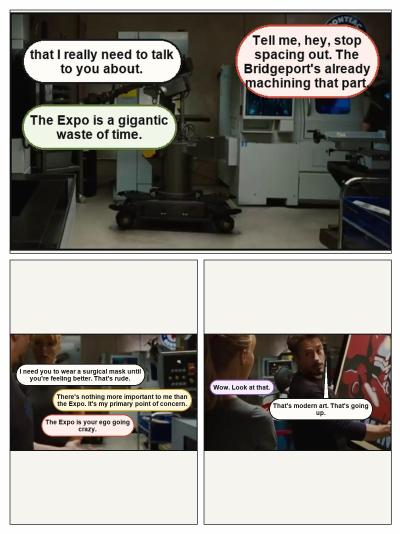 PONTIAC
that I really need to talk
to you about.
Tell me, hey, stop
spacing out. The
Bridgeport's already
machining that part.
The Expo is a gigantic
waste of time.
I need you to wear a surgical mask until
you're feeling better. That's rude.
There's nothing more important to me than
the Expo. It's my primary point of concern.
The Expo is your ego going
crazy.
Wow. Look at that.
That's modern art. That's going
up.